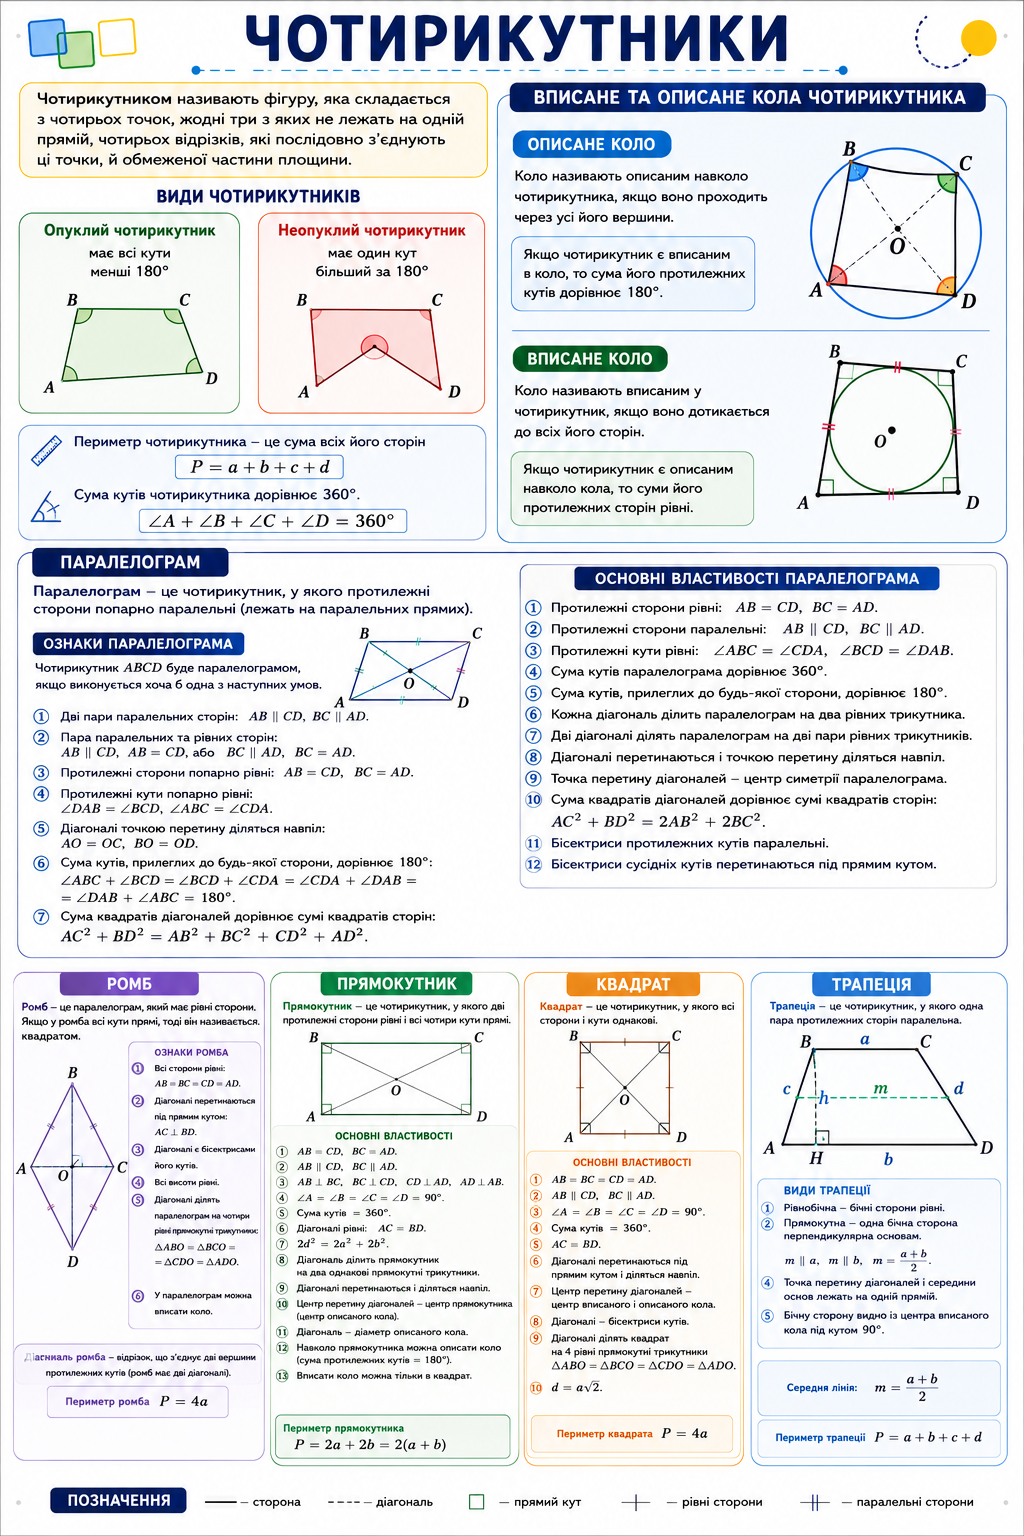 ЧОТИРИКУТНИКИ
Чотирикутником називають фігуру, яка складається
з чотирьох точок, жодні три з яких не лежать на одній
прямій, чотирьох відрізків, які послідовно з'єднують
ці точки, й обмеженої частини площини.
ВИДИ ЧОТИРИКУТНИКІВ
Опуклий чотирикутник
має всі кути
менші 180°
B C
A D
Неопуклий чотирикутник
має один кут
більший за 180°
B C
A D
Периметр чотирикутника – це сума всіх його сторін
P = a + b + c + d
Сума кутів чотирикутника дорівнює 360°.
∠A + ∠B + ∠C + ∠D = 360°
ВПИСАНЕ ТА ОПИСАНЕ КОЛА ЧОТИРИКУТНИКА
ОПИСАНЕ КОЛО
Коло називають описаним навколо
чотирикутника, якщо воно проходить
через усі його вершини.
Якщо чотирикутник є вписаним
в коло, то сума його протилежних
кутів дорівнює 180°.
B C
O
A D
ВПИСАНЕ КОЛО
Коло називають вписаним у
чотирикутник, якщо воно дотикається
до всіх його сторін.
Якщо чотирикутник є описаним
навколо кола, то суми його
протилежних сторін рівні.
B C
O
A D
ПАРАЛЕЛОГРАМ
Паралелограм – це чотирикутник, у якого протилежні
сторони попарно паралельні (лежать на паралельних прямих).
ОЗНАКИ ПАРАЛЕЛОГРАМА
Чотирикутник ABCD буде паралелограмом,
якщо виконується хоча б одна з наступних умов.
B C
O
A D
1 Дві пари паралельних сторін: AB ∥ CD, BC ∥ AD.
2 Пара паралельних та рівних сторін:
AB ∥ CD, AB = CD, або BC ∥ AD, BC = AD.
3 Протилежні сторони попарно рівні: AB = CD, BC = AD.
4 Протилежні кути попарно рівні:
∠DAB = ∠BCD, ∠ABC = ∠CDA.
5 Діагоналі точкою перетину діляться навпіл:
AO = OC, BO = OD.
6 Сума кутів, прилеглих до будь-якої сторони, дорівнює 180°:
∠ABC + ∠BCD = ∠BCD + ∠CDA = ∠CDA + ∠DAB =
= ∠DAB + ∠ABC = 180°.
7 Сума квадратів діагоналей дорівнює сумі квадратів сторін:
AC² + BD² = AB² + BC² + CD² + AD².
ОСНОВНІ ВЛАСТИВОСТІ ПАРАЛЕЛОГРАМА
1 Протилежні сторони рівні: AB = CD, BC = AD.
2 Протилежні сторони паралельні: AB ∥ CD, BC ∥ AD.
3 Протилежні кути рівні: ∠ABC = ∠CDA, ∠BCD = ∠DAB.
4 Сума кутів паралелограма дорівнює 360°.
5 Сума кутів, прилеглих до будь-якої сторони, дорівнює 180°.
6 Кожна діагональ ділить паралелограм на два рівних трикутника.
7 Дві діагоналі ділять паралелограм на дві пари рівних трикутників.
8 Діагоналі перетинаються і точкою перетину діляться навпіл.
9 Точка перетину діагоналей – центр симетрії паралелограма.
10 Сума квадратів діагоналей дорівнює сумі квадратів сторін:
AC² + BD² = 2AB² + 2BC².
11 Бісектриси протилежних кутів паралельні.
12 Бісектриси сусідніх кутів перетинаються під прямим кутом.
РОМБ
Ромб – це паралелограм, який має рівні сторони.
Якщо у ромба всі кути прямі, тоді він називається.
квадратом.
B
A O C
D
ОЗНАКИ РОМБА
1 Всі сторони рівні:
AB = BC = CD = AD.
2 Діагоналі перетинаються
під прямим кутом:
AC ⊥ BD.
3 Діагоналі є бісектрисами
його кутів.
4 Всі висоти рівні.
5 Діагоналі ділять
паралелограм на чотири
рівні прямокутні трикутники:
△ABO = △BCO =
= △CDO = △ADO.
6 У паралелограм можна
вписати коло.
ромба – відрізок, що з'єднує дві вершини
протилежних кутів (ромб має дві діагоналі).
Периметр ромба P = 4a
ПРЯМОКУТНИК
Прямокутник – це чотирикутник, у якого дві
протилежні сторони рівні і всі чотири кути прямі.
B C
O
A D
ОСНОВНІ ВЛАСТИВОСТІ
1 AB = CD, BC = AD.
2 AB ∥ CD, BC ∥ AD.
3 AB ⊥ BC, BC ⊥ CD, CD ⊥ AD, AD ⊥ AB.
4 ∠A = ∠B = ∠C = ∠D = 90°.
5 Сума кутів = 360°.
6 Діагоналі рівні: AC = BD.
7 2d² = 2a² + 2b².
8 Діагональ ділить прямокутник
на два однакові прямокутні трикутники.
9 Діагоналі перетинаються і діляться навпіл.
10 Центр перетину діагоналей – центр прямокутника
(центр описаного кола).
11 Діагональ – діаметр описаного кола.
12 Навколо прямокутника можна описати коло
(сума протилежних кутів = 180°).
13 Вписати коло можна тільки в квадрат.
Периметр прямокутника
P = 2a + 2b = 2(a + b)
КВАДРАТ
Квадрат – це чотирикутник, у якого всі
сторони і кути однакові.
B C
O
A D
ОСНОВНІ ВЛАСТИВОСТІ
1 AB = BC = CD = AD.
2 AB ∥ CD, BC ∥ AD.
3 ∠A = ∠B = ∠C = ∠D = 90°.
4 Сума кутів = 360°.
5 AC = BD.
6 Діагоналі перетинаються під
прямим кутом і діляться навпіл.
7 Центр перетину діагоналей –
центр вписаного і описаного кола.
8 Діагоналі – бісектриси кутів.
9 Діагоналі ділять квадрат
на 4 рівні прямокутні трикутники
△ABO = △BCO = △CDO = △ADO.
10 d = a√2.
Периметр квадрата P = 4a
ТРАПЕЦІЯ
Трапеція – це чотирикутник, у якого одна
пара протилежних сторін паралельна.
B a C
c h m d
A H b D
ВИДИ ТРАПЕЦІЇ
1 Рівнобічна – бічні сторони рівні.
2 Прямокутна – одна бічна сторона
перпендикулярна основам.
m ∥ a, m ∥ b, m = (a + b)/2.
4 Точка перетину діагоналей і середини
основ лежать на одній прямій.
5 Бічну сторону видно із центра вписаного
кола під кутом 90°.
Середня лінія: m = (a + b)/2
Периметр трапеції P = a + b + c + d
ПОЗНАЧЕННЯ
– сторона
– діагональ
– прямий кут
– рівні сторони
– паралельні сторони